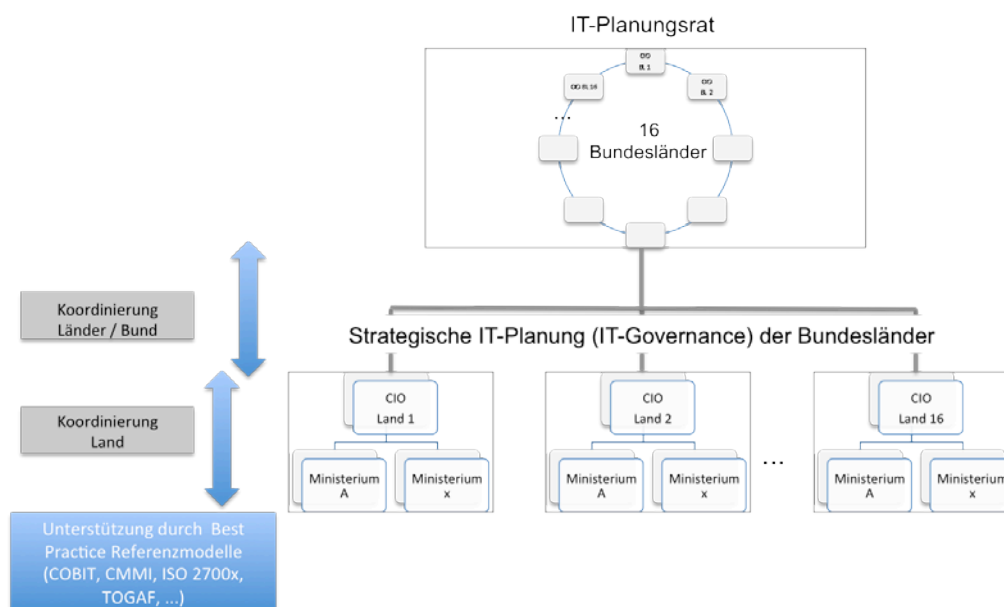 IT-Planungsrat
CIO
BL 1
CIO BL 16
CIO
BL 2
...
16
Bundesländer
Koordinierung
Länder / Bund
Strategische IT-Planung (IT-Governance) der Bundesländer
Koordinierung
Land
CIO
Land 1
Ministerium
A
Ministerium
x
CIO
Land 2
Ministerium
A
Ministerium
x
...
CIO
Land 16
Ministerium
A
Ministerium
x
Unterstützung durch Best
Practice Referenzmodelle
(COBIT, CMMI, ISO 2700x,
TOGAF, ...)